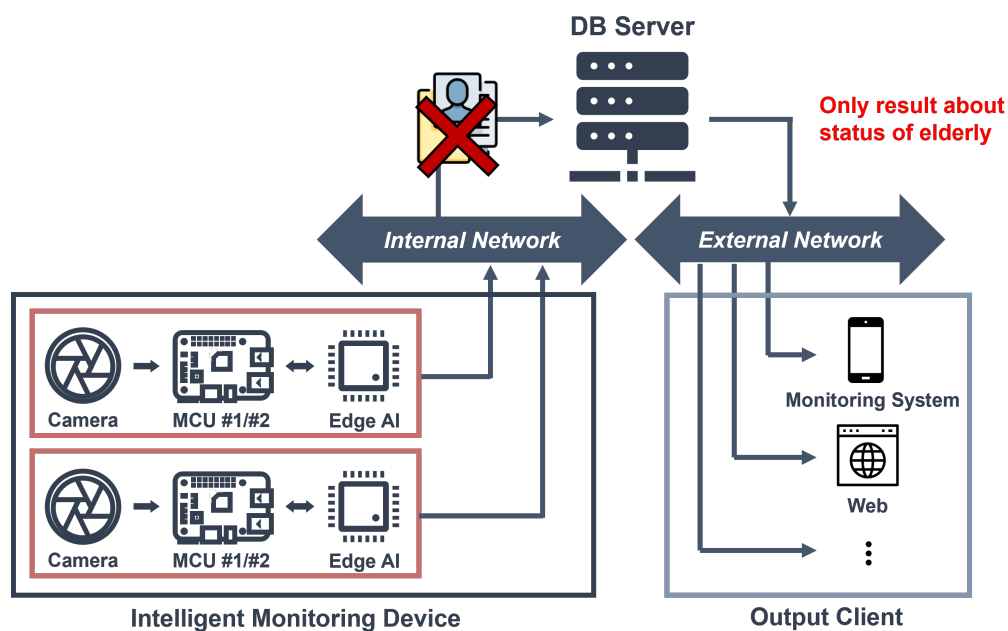 DB Server
Only result about
status of elderly
Internal Network
External Network
Camera
MCU #1/#2
Edge AI
Camera
MCU #1/#2
Edge AI
Monitoring System
Web
Intelligent Monitoring Device
Output Client